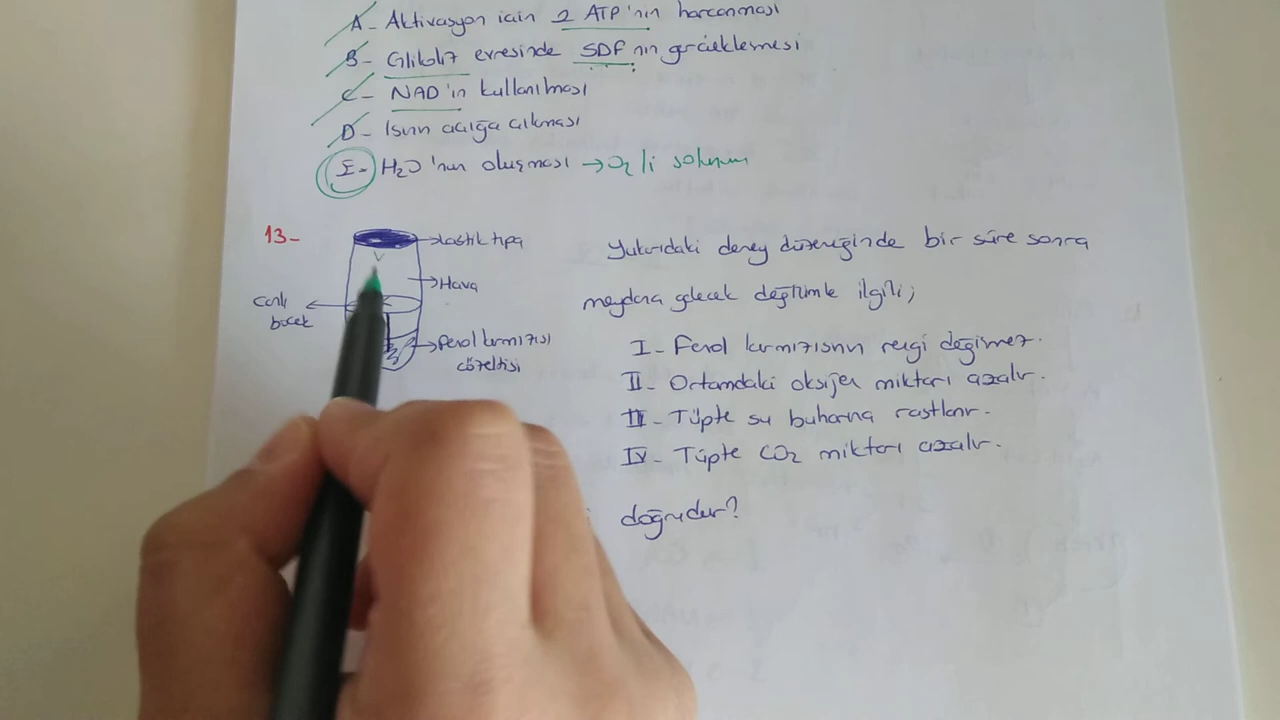 A- Aktivasyon için 2 ATP'nin harcanması
B- Glikoliz evresinde SDF nin gerçekleşmesi
C- NAD'ın kullanılması
D- Isının açığa çıkması
E- H₂O 'nun oluşması → O₂ li solunum
13-
Lastik tıpa
Hava
Canlı böcek
Fenol kırmızısı çözeltisi
Yukarıdaki deney düzeneğinde bir süre sonra
meydana gelecek değişimle ilgili;
I- Fenol kırmızısının rengi değişmez.
II- Ortamdaki oksijen miktarı azalır.
III- Tüpte su buharına rastlanır.
IV- Tüpte CO₂ miktarı azalır.
doğrudur?